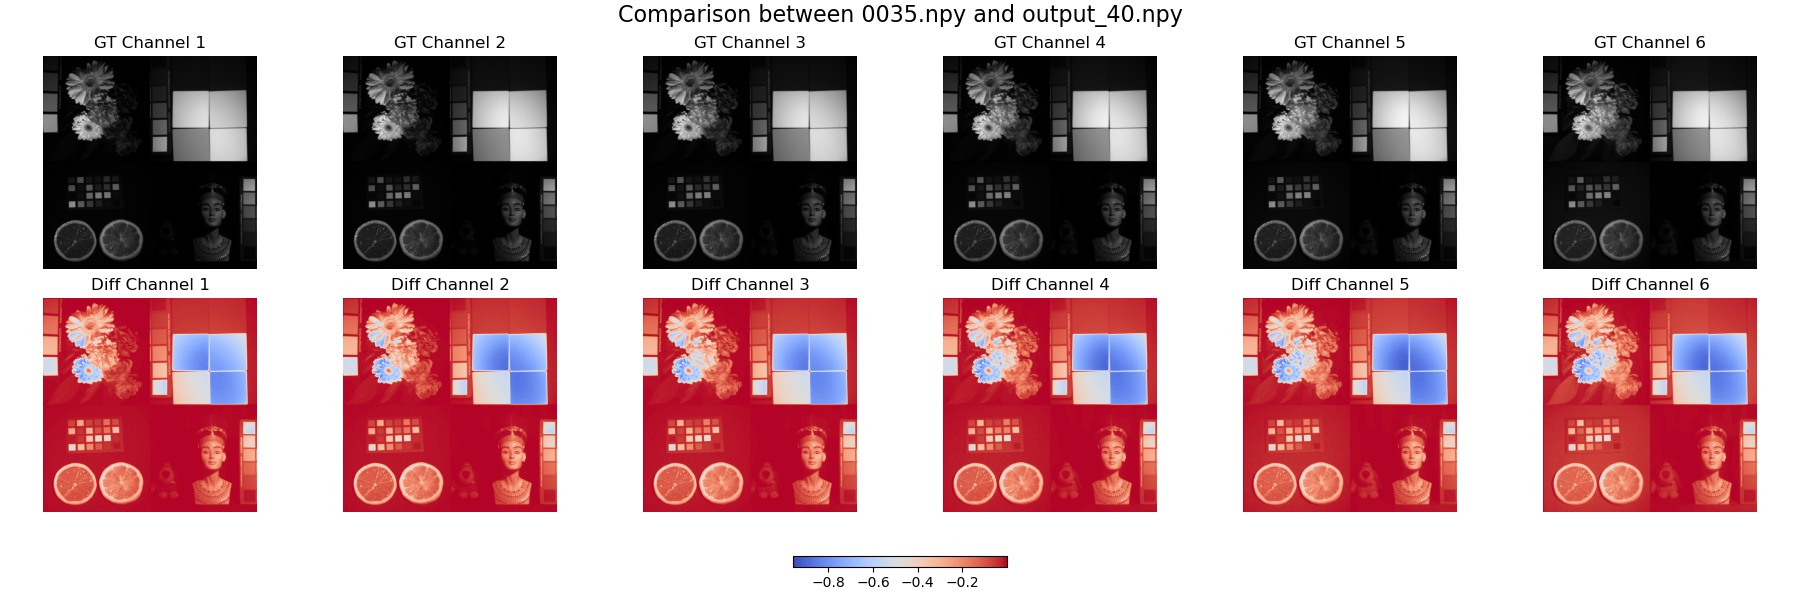 Comparison between 0035.npy and output_40.npy
GT Channel 1
GT Channel 2
GT Channel 3
GT Channel 4
GT Channel 5
GT Channel 6
Diff Channel 1
Diff Channel 2
Diff Channel 3
Diff Channel 4
Diff Channel 5
Diff Channel 6
−0.8 −0.6 −0.4 −0.2